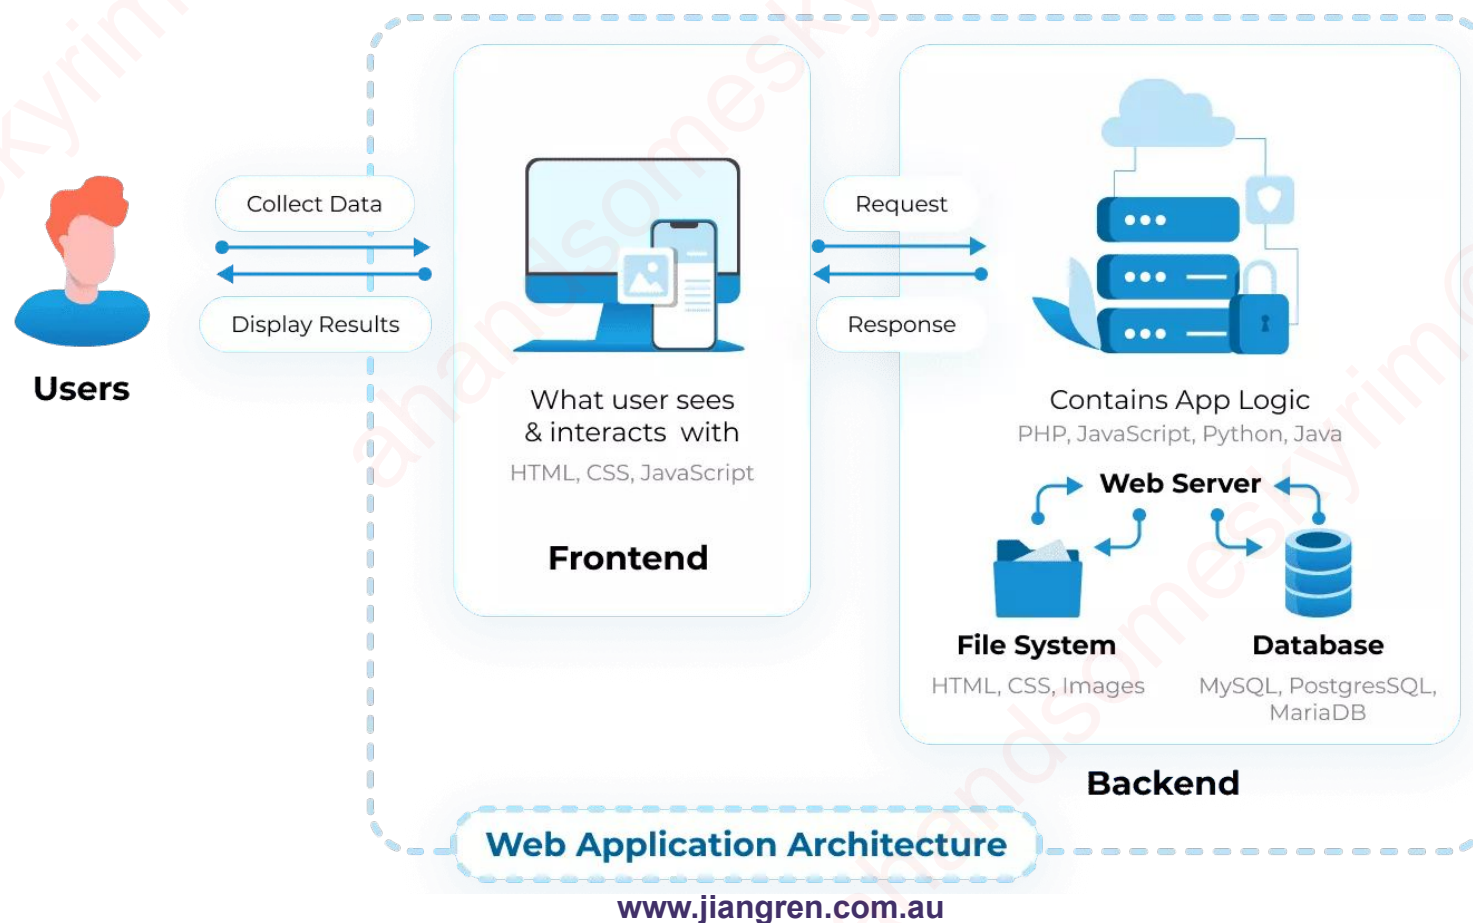 Collect Data
Display Results
Users
What user sees
& interacts with
HTML, CSS, JavaScript
Frontend
Request
Response
Contains App Logic
PHP, JavaScript, Python, Java
Web Server
File System
HTML, CSS, Images
Database
MySQL, PostgresSQL,
MariaDB
Backend
Web Application Architecture
www.jiangren.com.au
ahandsomeskyrim@